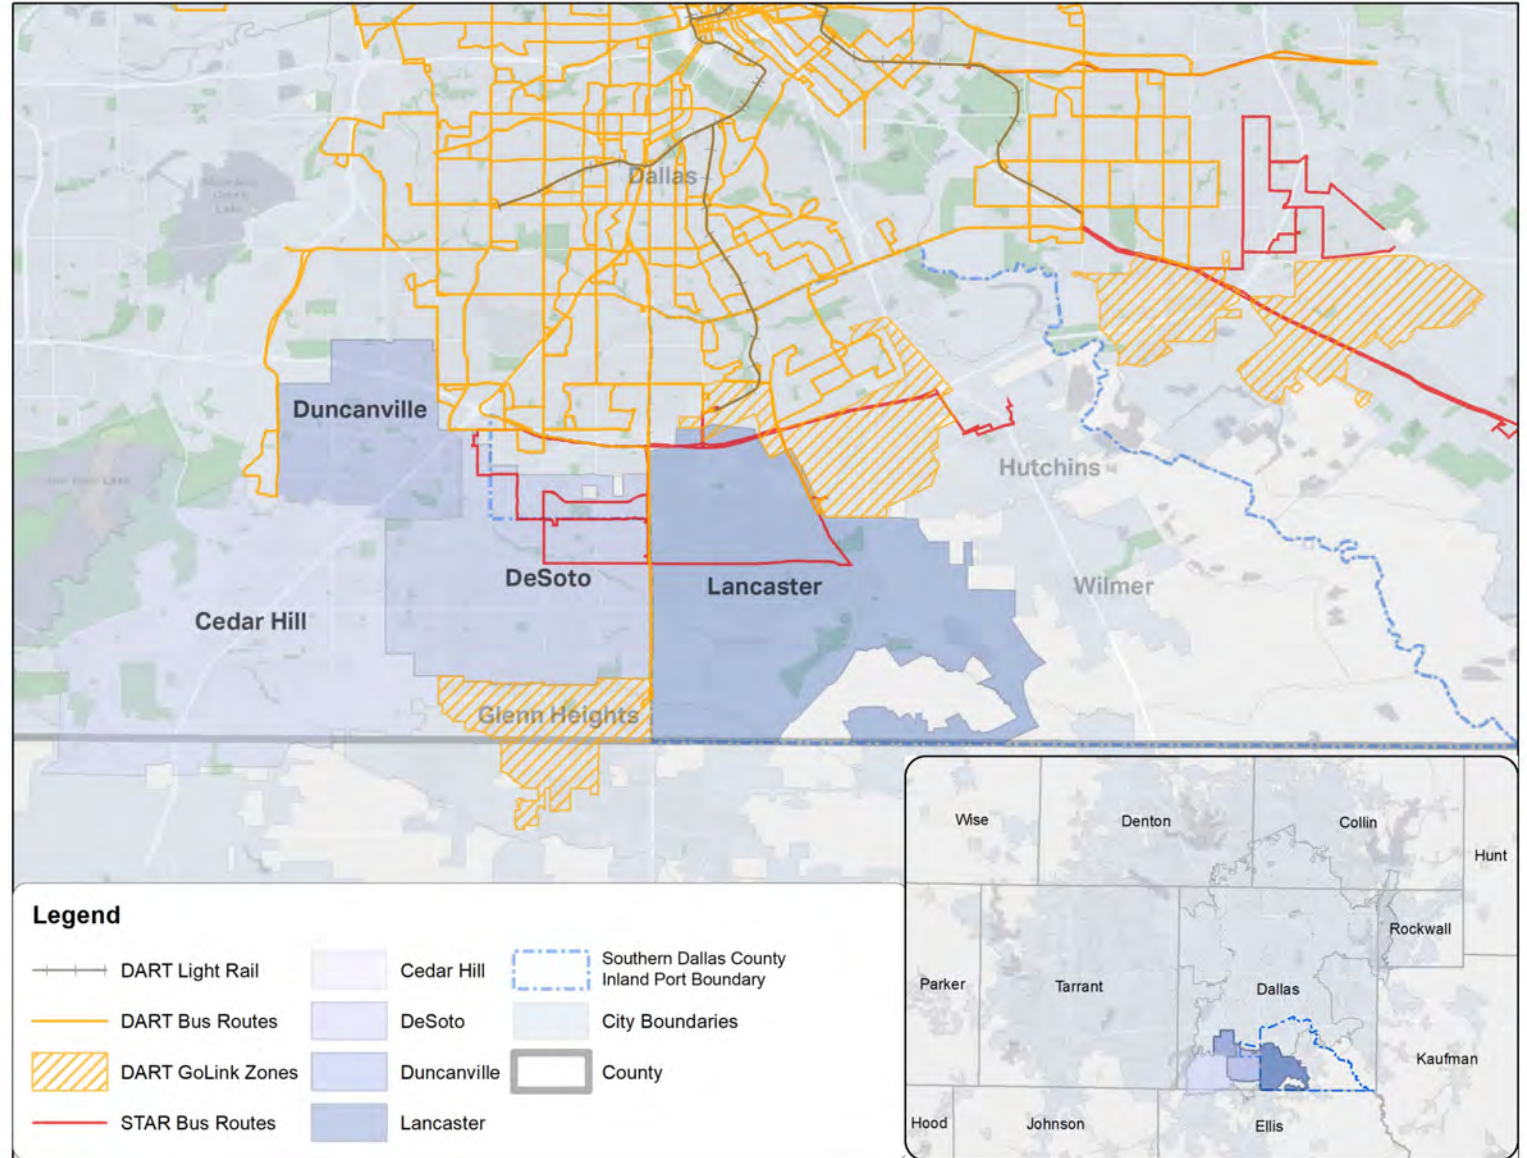 Dallas
Duncanville
Hutchins
DeSoto
Lancaster
Wilmer
Cedar Hill
Glenn Heights
Wise
Denton
Collin
Hunt
Rockwall
Parker
Tarrant
Dallas
Kaufman
Hood
Johnson
Ellis
Legend
DART Light Rail
DART Bus Routes
DART GoLink Zones
STAR Bus Routes
Cedar Hill
DeSoto
Duncanville
Lancaster
Southern Dallas County
Inland Port Boundary
City Boundaries
County